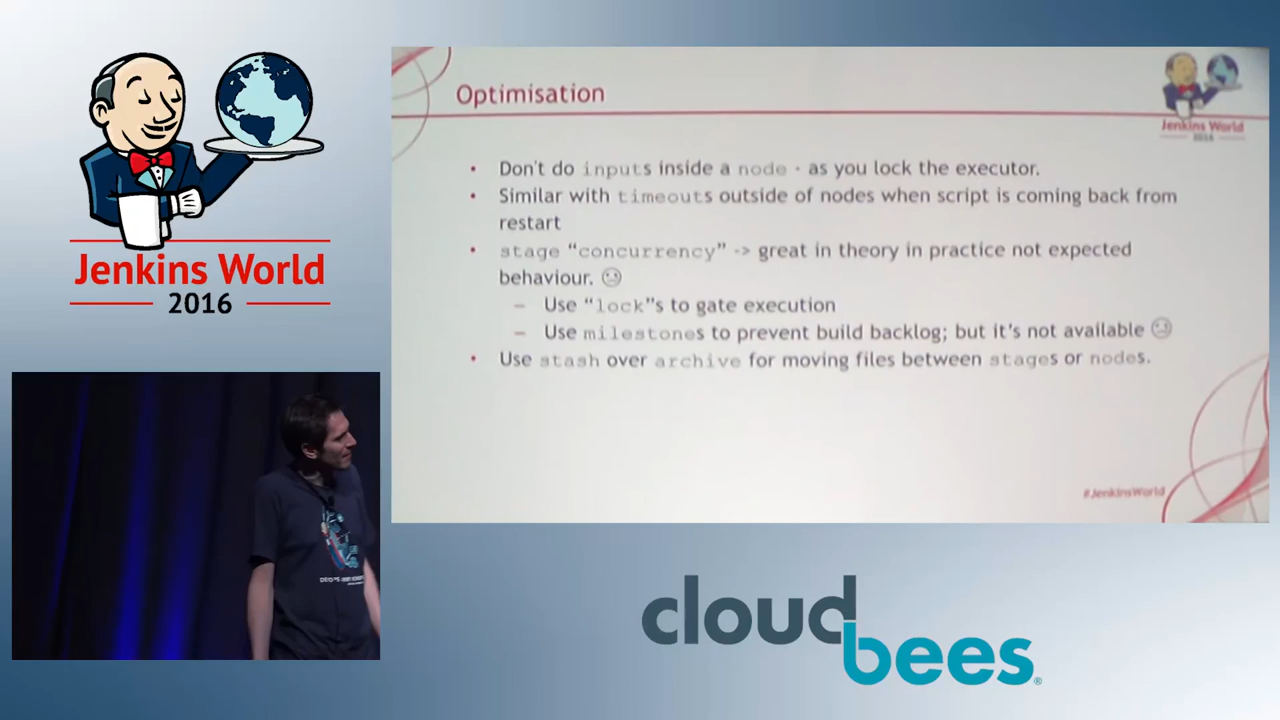 Jenkins World
2016
Optimisation
Jenkins World
2016
• Don't do inputs inside a node - as you lock the executor.
• Similar with timeouts outside of nodes when script is coming back from
restart
• stage “concurrency” -> great in theory in practice not expected
behaviour. ☹
– Use “lock”s to gate execution
– Use milestones to prevent build backlog; but it's not available ☹
• Use stash over archive for moving files between stages or nodes.
#JenkinsWorld
cloudbees®